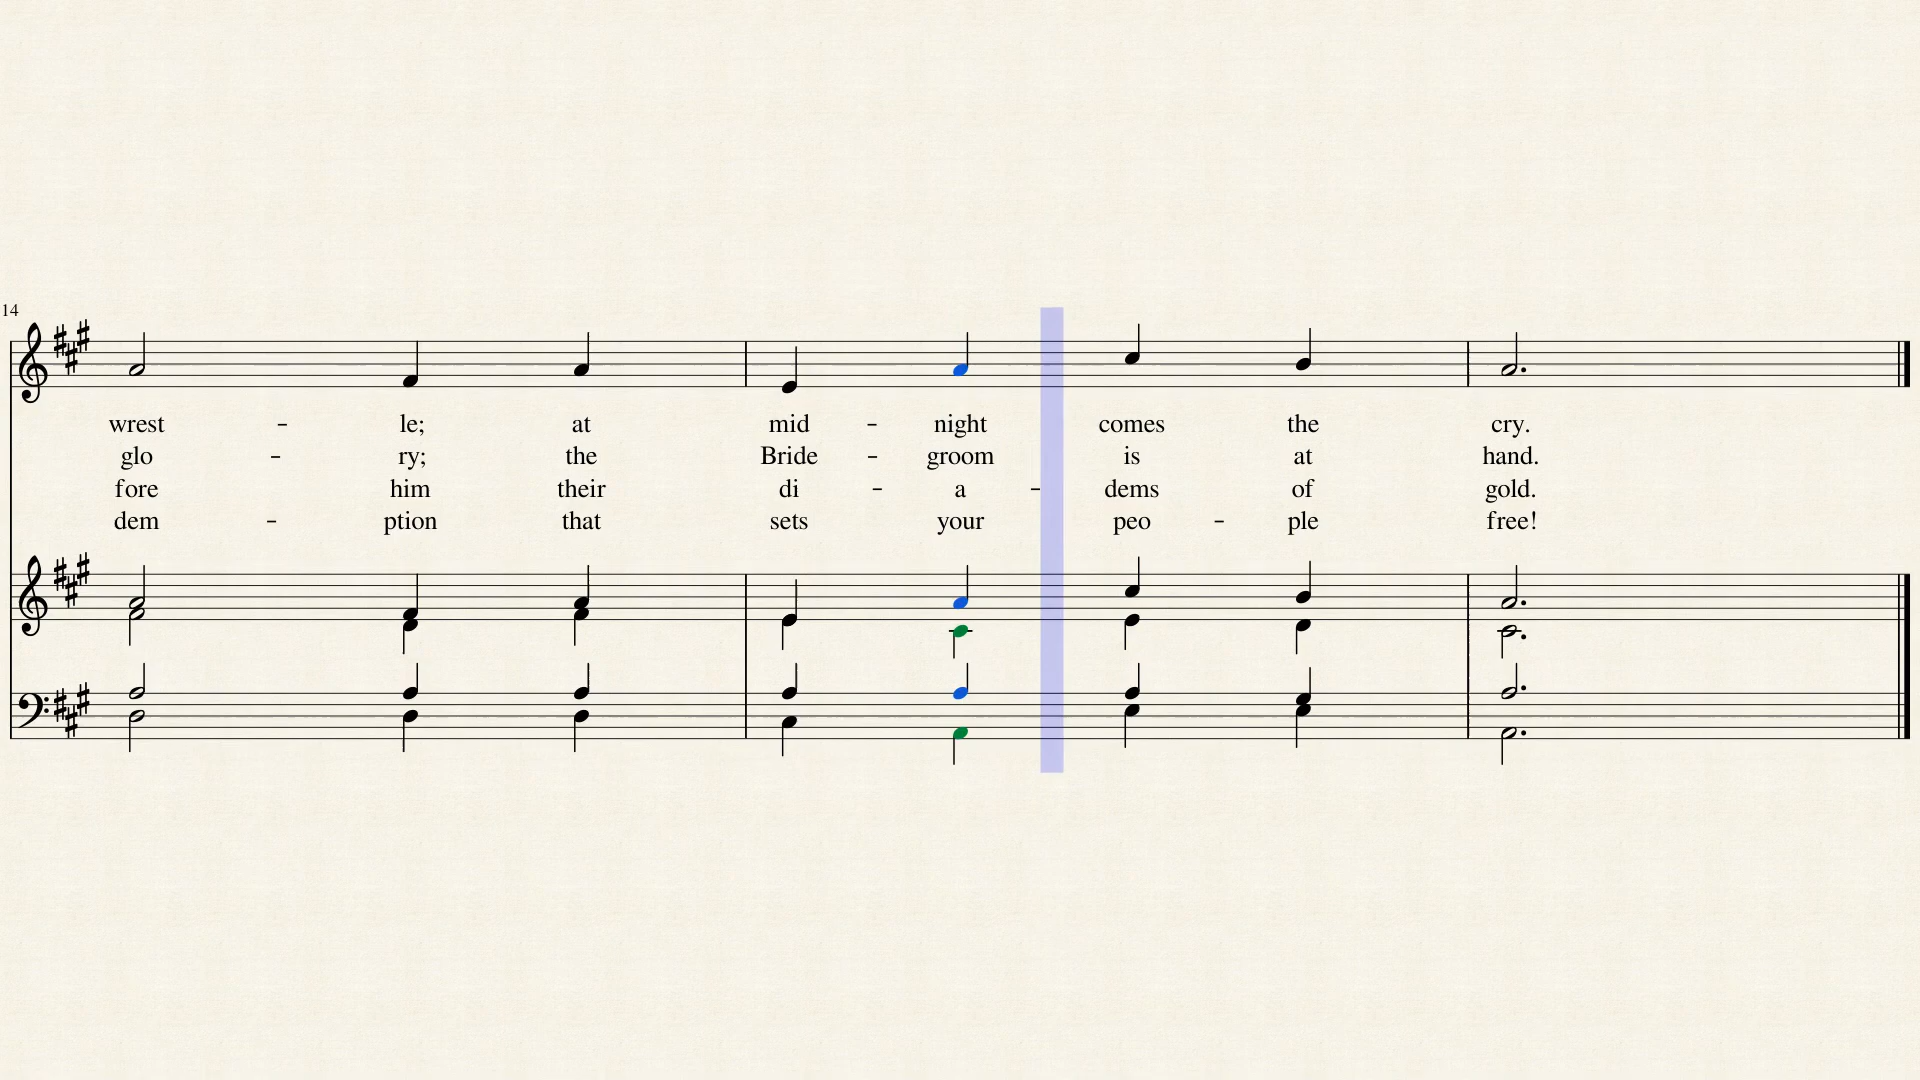 14
wrest - le; at mid - night comes the cry.
glo - ry; the Bride - groom is at hand.
fore him their di - a - dems of gold.
dem - ption that sets your peo - ple free!